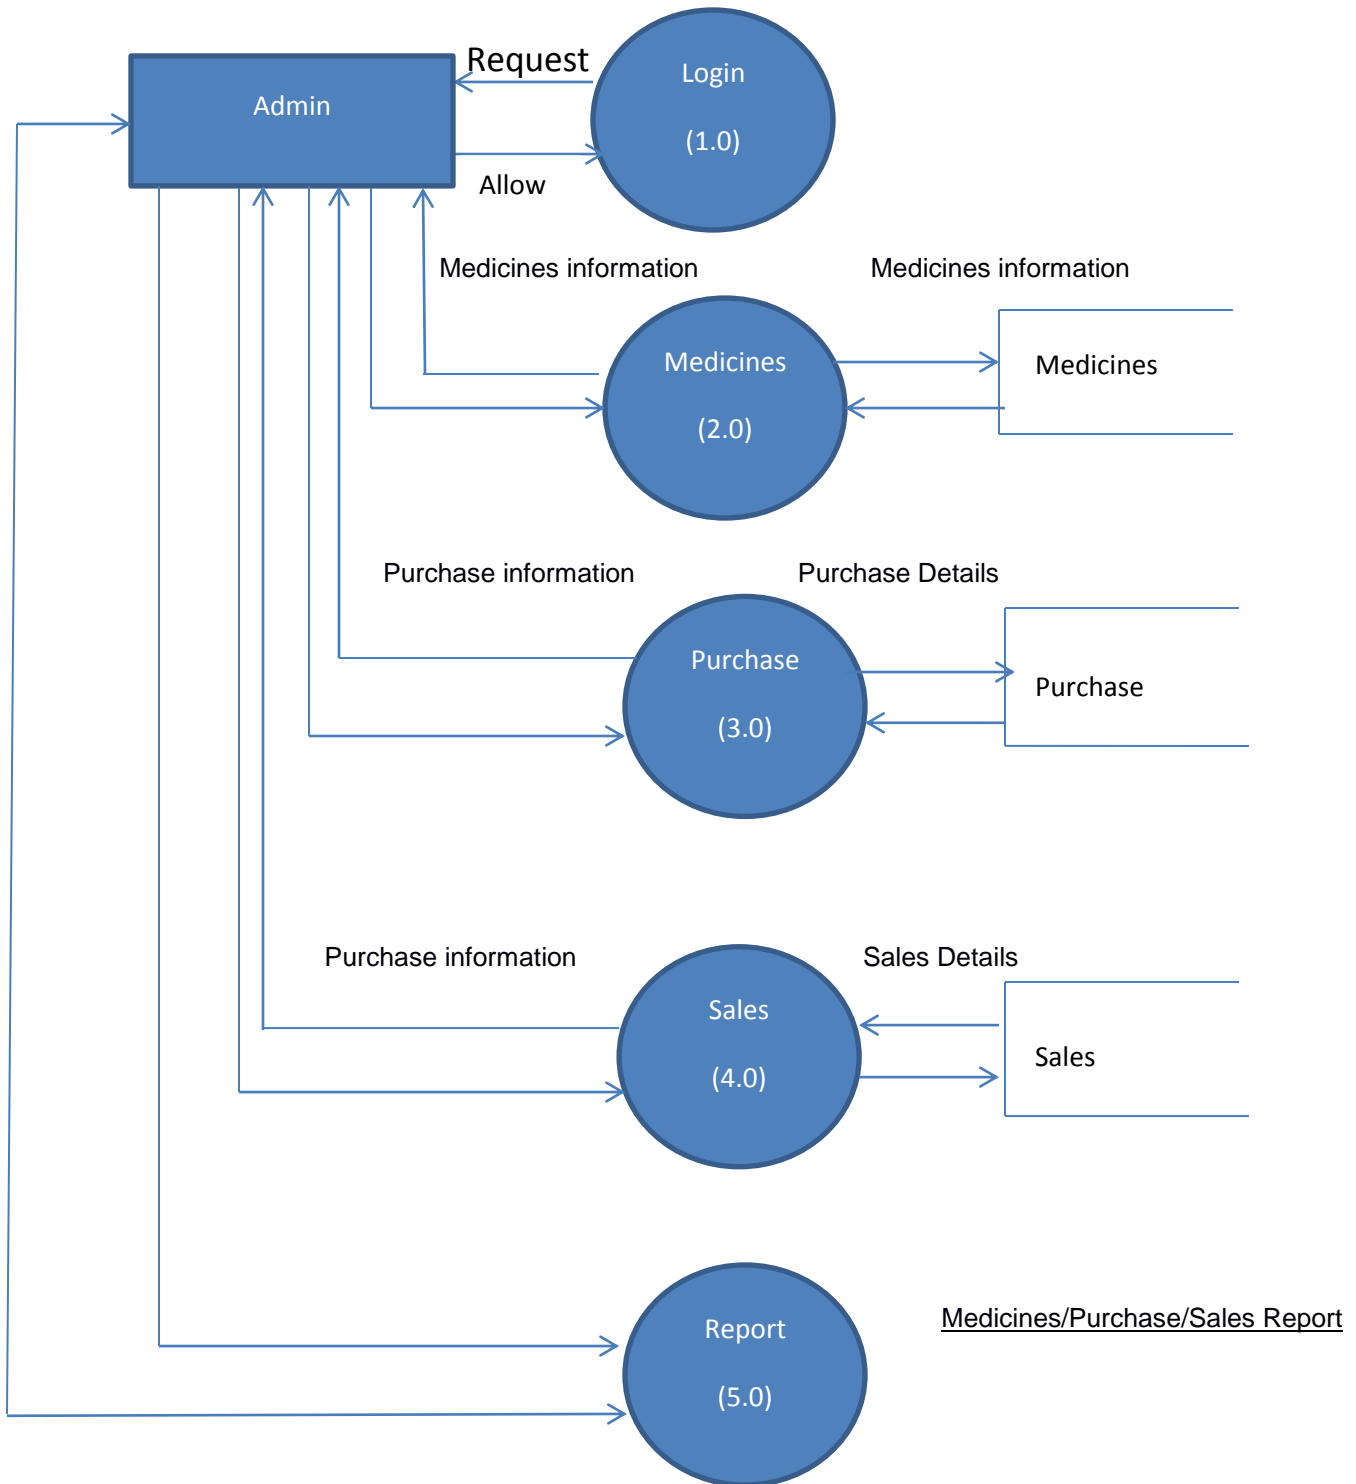 Request
Login
(1.0)
Admin
Allow
Medicines information
Medicines information
Medicines
(2.0)
Medicines
Purchase information
Purchase Details
Purchase
(3.0)
Purchase
Purchase information
Sales Details
Sales
(4.0)
Sales
Report
(5.0)
Medicines/Purchase/Sales Report